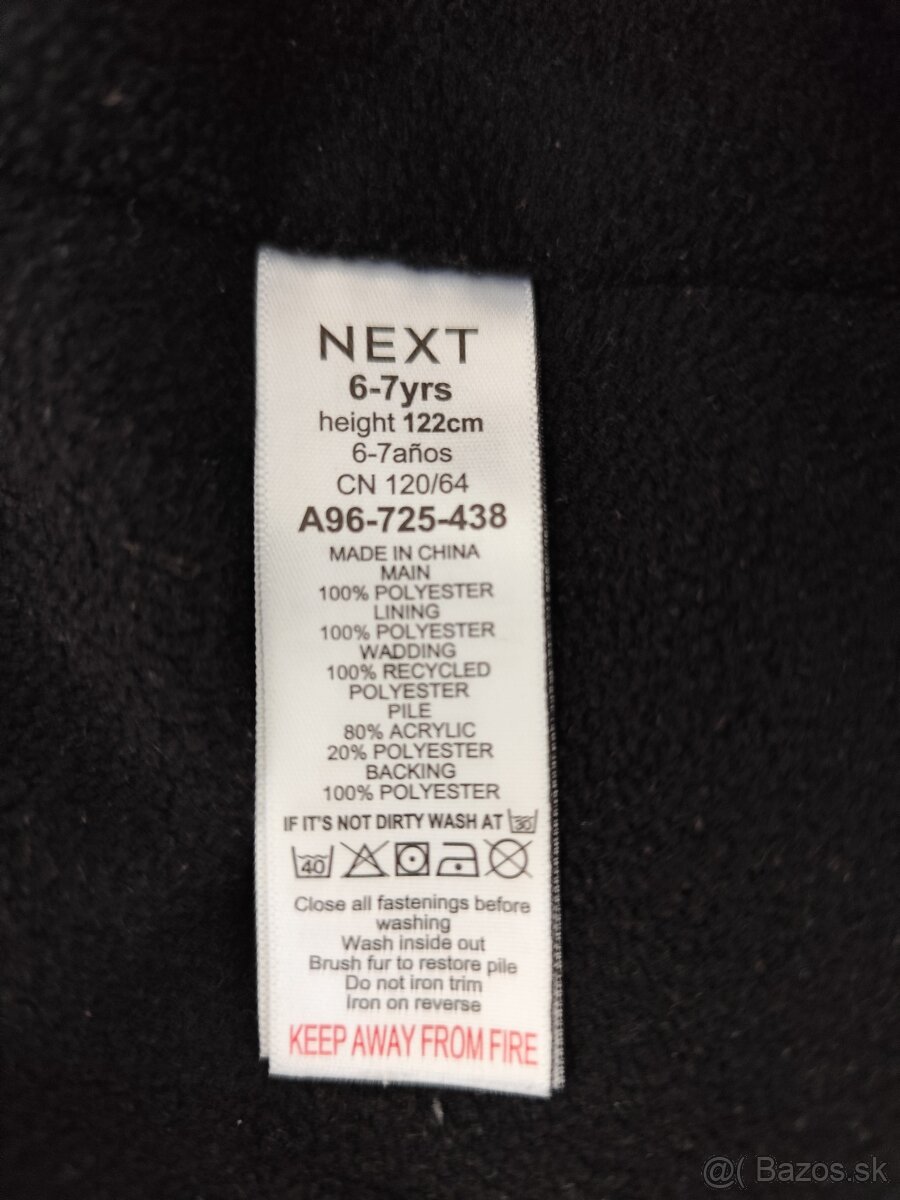 NEXT
6-7yrs
height 122cm
6-7años
CN 120/64
A96-725-438
MADE IN CHINA
MAIN
100% POLYESTER
LINING
100% POLYESTER
WADDING
100% RECYCLED
POLYESTER
PILE
80% ACRYLIC
20% POLYESTER
BACKING
100% POLYESTER
IF IT'S NOT DIRTY WASH AT 30
40
Close all fastenings before
washing
Wash inside out
Brush fur to restore pile
Do not iron trim
Iron on reverse
KEEP AWAY FROM FIRE
@( Bazos.sk